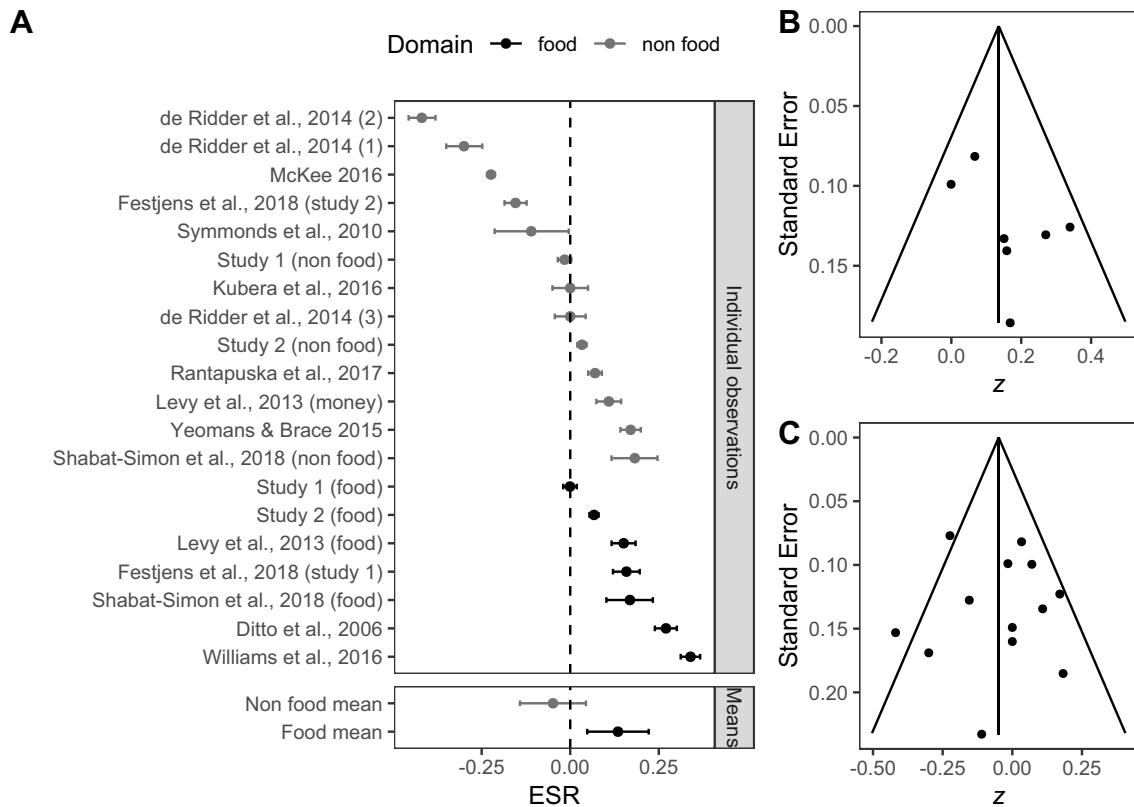 A
Domain food non food
de Ridder et al., 2014 (2)
de Ridder et al., 2014 (1)
McKee 2016
Festjens et al., 2018 (study 2)
Symmonds et al., 2010
Study 1 (non food)
Kubera et al., 2016
de Ridder et al., 2014 (3)
Study 2 (non food)
Rantapuska et al., 2017
Levy et al., 2013 (money)
Yeomans & Brace 2015
Shabat-Simon et al., 2018 (non food)
Study 1 (food)
Study 2 (food)
Levy et al., 2013 (food)
Festjens et al., 2018 (study 1)
Shabat-Simon et al., 2018 (food)
Ditto et al., 2006
Williams et al., 2016
Individual observations
Non food mean
Food mean
Means
-0.25 0.00 0.25
ESR
B
Standard Error
0.00
0.05
0.10
0.15
-0.2 0.0 0.2 0.4
z
C
Standard Error
0.00
0.05
0.10
0.15
0.20
-0.50 -0.25 0.00 0.25
z